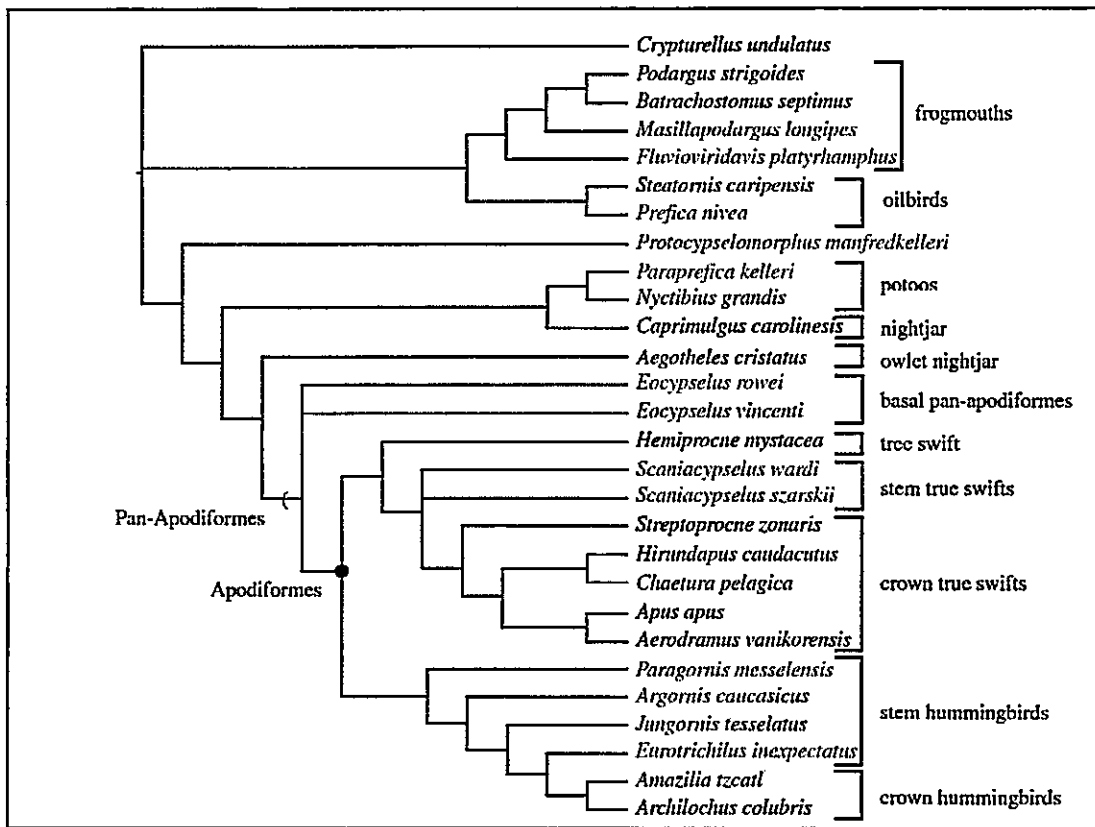 Crypturellus undulatus
Podargus strigoides
Batrachostomus septimus
Masillapodargus longipes
Fluvioviridavis platyrhamphus
frogmouths
Steatornis caripensis
Prefica nivea
oilbirds
Protocypselomorphus manfredkelleri
Paraprefica kelleri
Nyctibius grandis
potoos
Caprimulgus carolinesis
nightjar
Aegotheles cristatus
owlet nightjar
Eocypselus rowei
Eocypselus vincenti
basal pan-apodiformes
Hemiprocne mystacea
tree swift
Scaniacypselus wardi
Scaniacypselus szarskii
stem true swifts
Pan-Apodiformes
Streptoprocne zonaris
Hirundapus caudacutus
Chaetura pelagica
Apus apus
Aerodramus vanikorensis
crown true swifts
Apodiformes
Paragornis messelensis
Argornis caucasicus
Jungornis tesselatus
Eurotrichilus inexpectatus
stem hummingbirds
Amazilia tzcatl
Archilochus colubris
crown hummingbirds